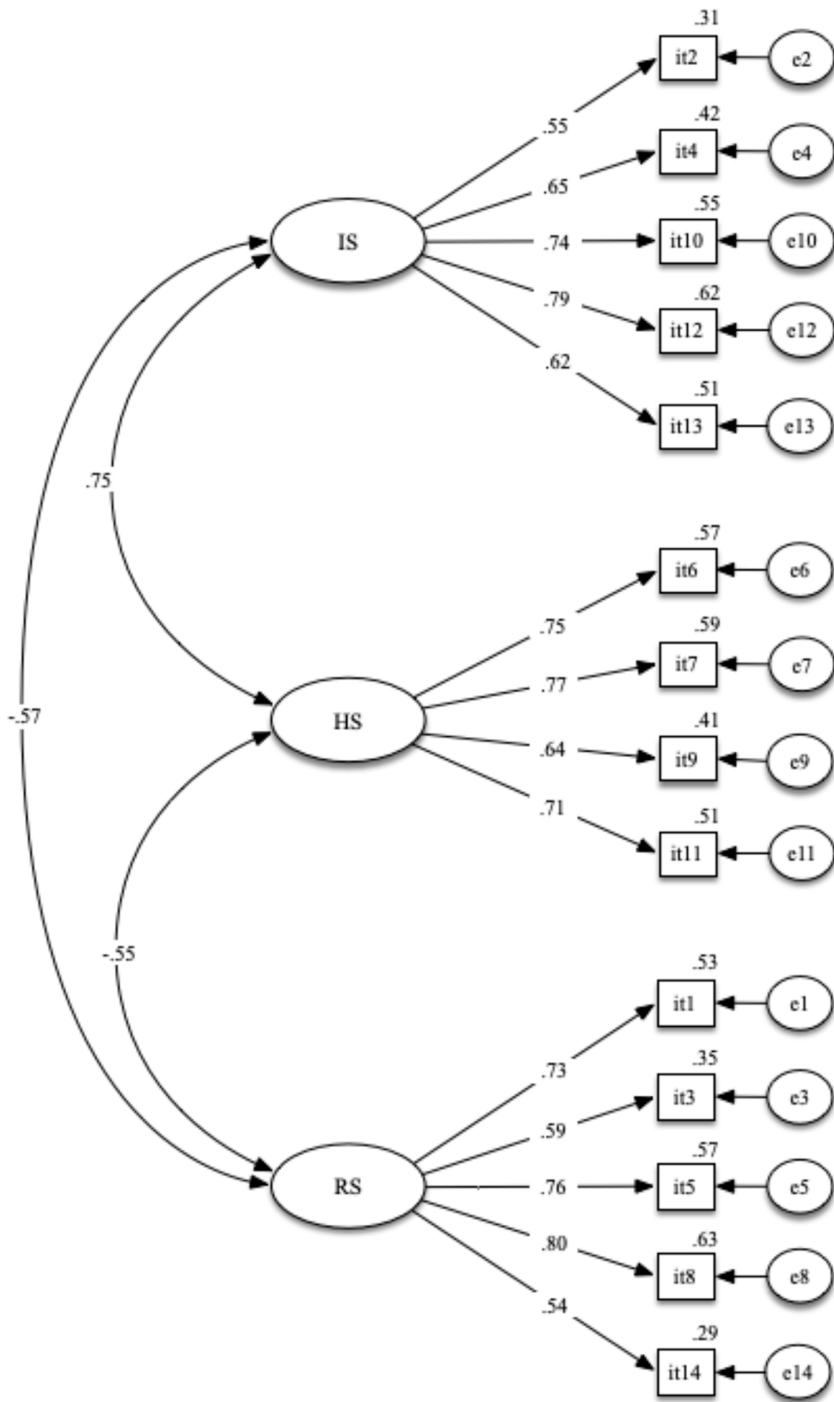 .31
it2
e2
.55
.42
it4
e4
.65
.55
IS
.74
it10
e10
.79
.62
it12
e12
.62
.51
it13
e13
.75
.57
it6
e6
.75
.59
it7
e7
.77
-.57
HS
.41
.64
it9
e9
.71
.51
it11
e11
-.55
.53
it1
e1
.73
.35
it3
e3
.59
.57
RS
.76
it5
e5
.80
.63
it8
e8
.54
.29
it14
e14